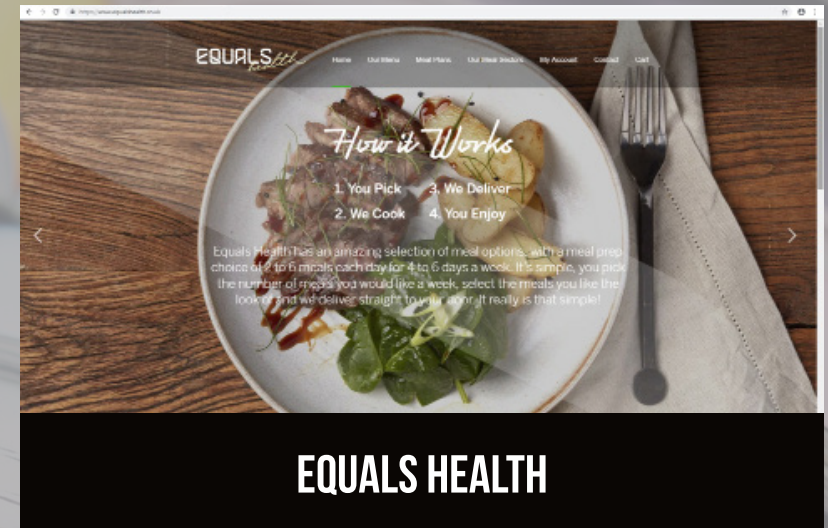 EQUALS health
Home Our Menu Meal Plans Our Meal Sectors My Account Contact Cart
How it Works
1. You Pick 3. We Deliver
2. We Cook 4. You Enjoy
Equals Health has an amazing selection of meal options, with a meal prep
choice of 2 to 6 meals each day for 4 to 6 days a week. It's simple, you pick
the number of meals you would like a week, select the meals you like the
look of and we deliver straight to your door. It really is that simple!
EQUALS HEALTH